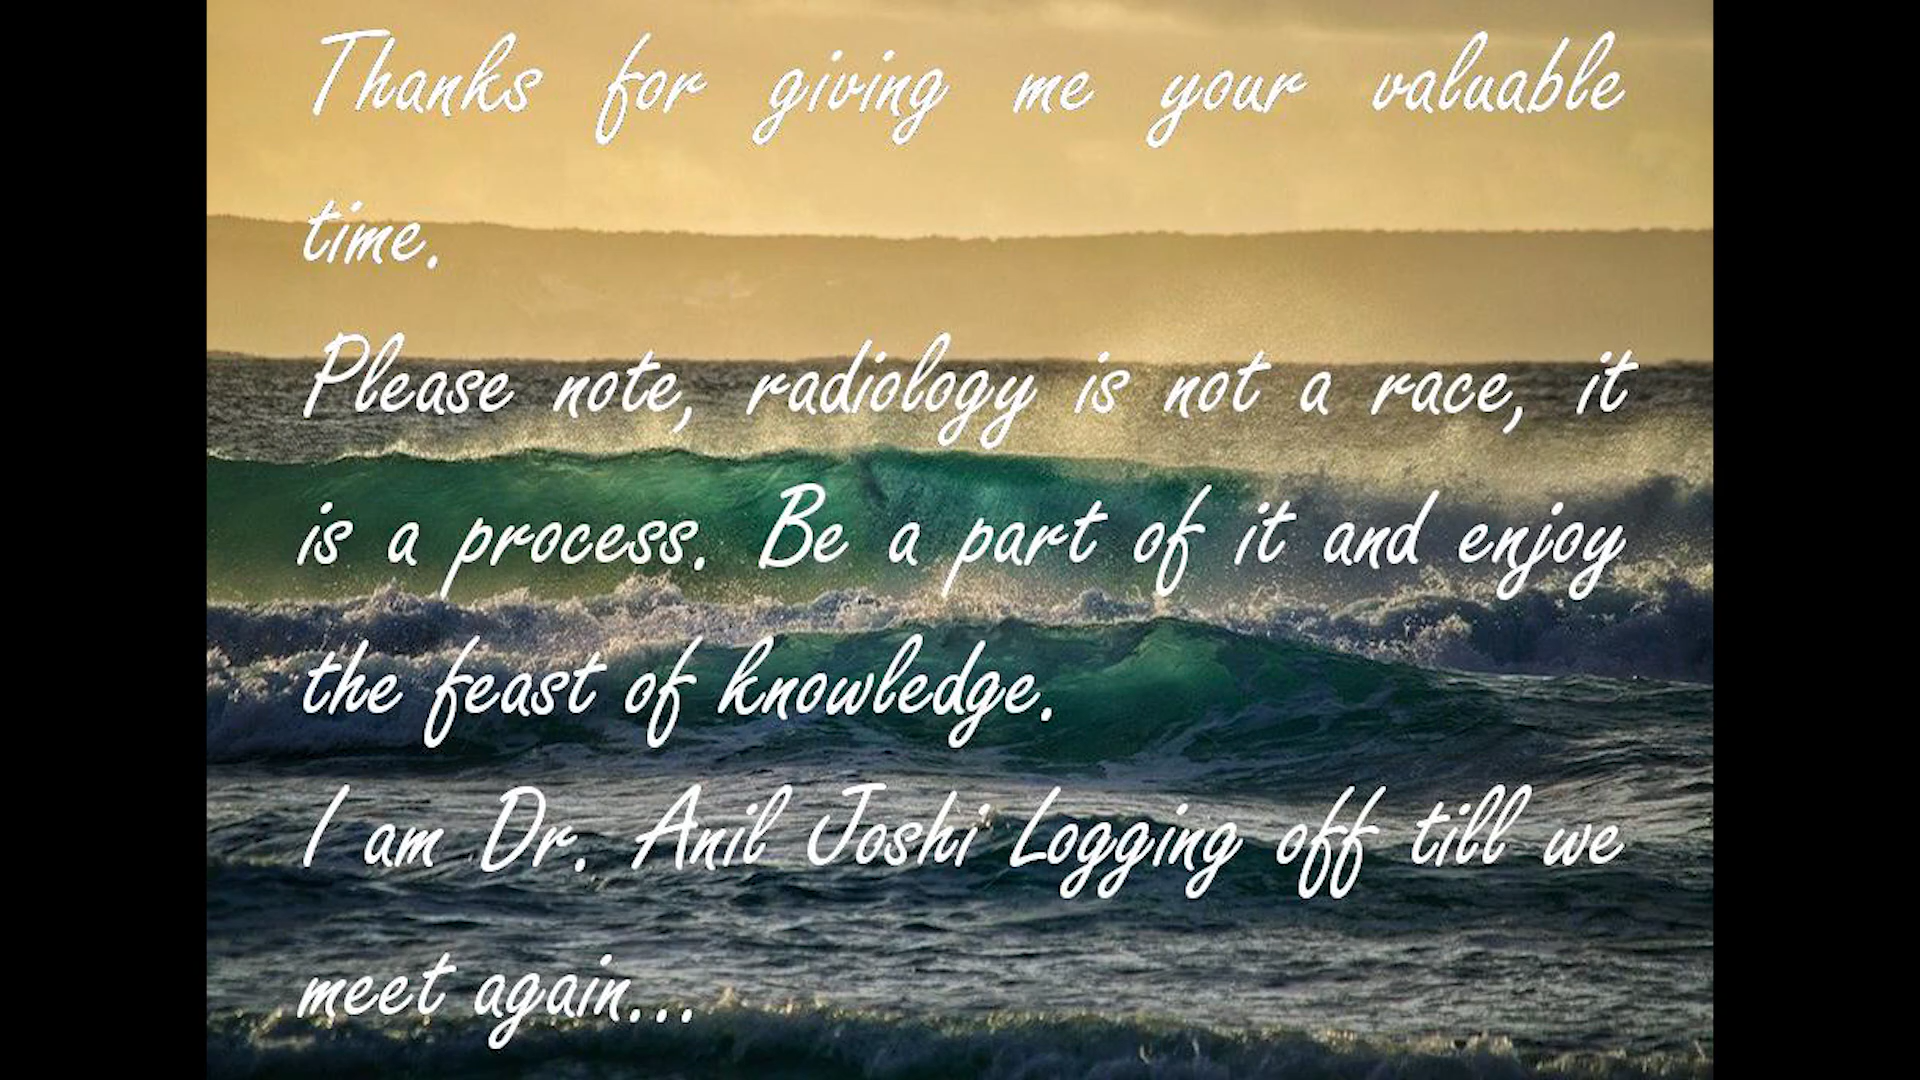 Thanks for giving me your valuable
time.
Please note, radiology is not a race, it
is a process. Be a part of it and enjoy
the feast of knowledge.
I am Dr. Anil Joshi Logging off till we
meet again...